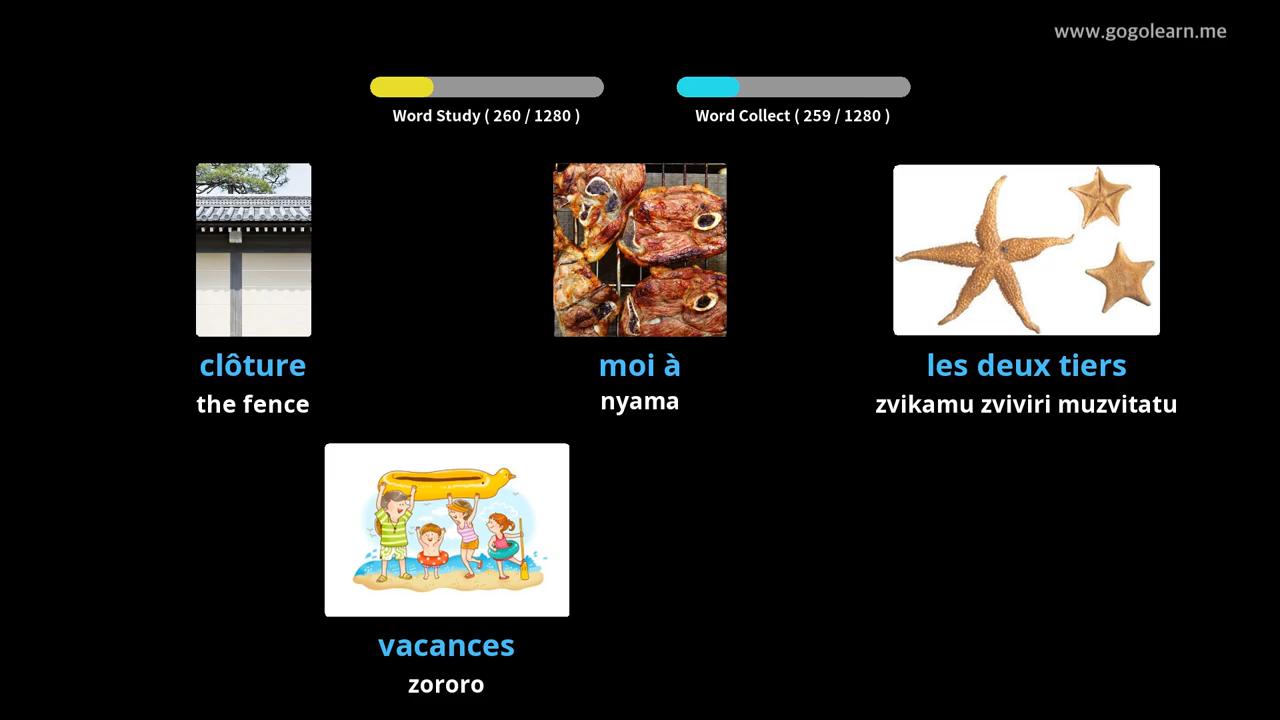 www.gogolearn.me
Word Study ( 260 / 1280 )
Word Collect ( 259 / 1280 )
clôture
the fence
moi à
nyama
les deux tiers
zvikamu zviviri muzvitatu
vacances
zororo